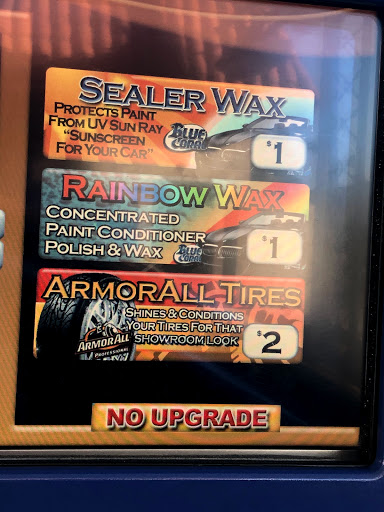 SEALER WAX
PROTECTS PAINT
FROM UV SUN RAY
"SUNSCREEN
FOR YOUR CAR"
BLUE
CORAL
$1
RAINBOW WAX
CONCENTRATED
PAINT CONDITIONER
POLISH & WAX
BLUE
CORAL
$1
ARMORALL TIRES
SHINES & CONDITIONS
YOUR TIRES FOR THAT
SHOWROOM LOOK
ARMORALL
PROFESSIONAL
$2
NO UPGRADE